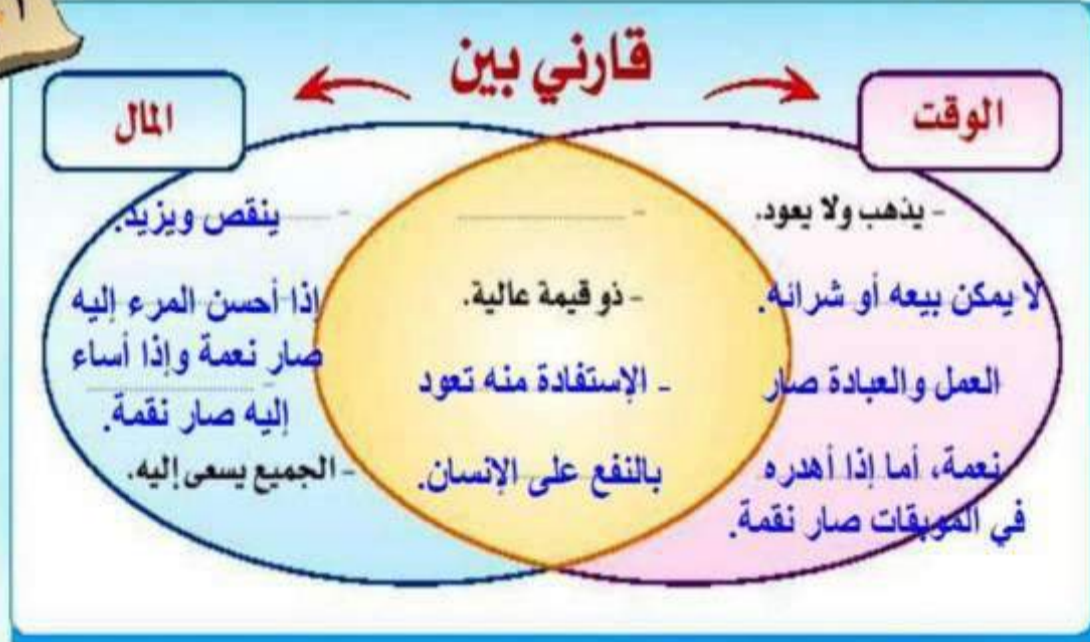 قارني بين
الوقت
المال
- يذهب ولا يعود.
لا يمكن بيعه أو شرائه.
العمل والعبادة صار
نعمة، أما إذا أهدره
في الموبقات صار نقمة.
-
- ذو قيمة عالية.
- الإستفادة منه تعود
بالنفع على الإنسان.
- ينقص ويزيد.
إذا أحسن المرء إليه
صار نعمة وإذا أساء
-
إليه صار نقمة.
- الجميع يسعى إليه.